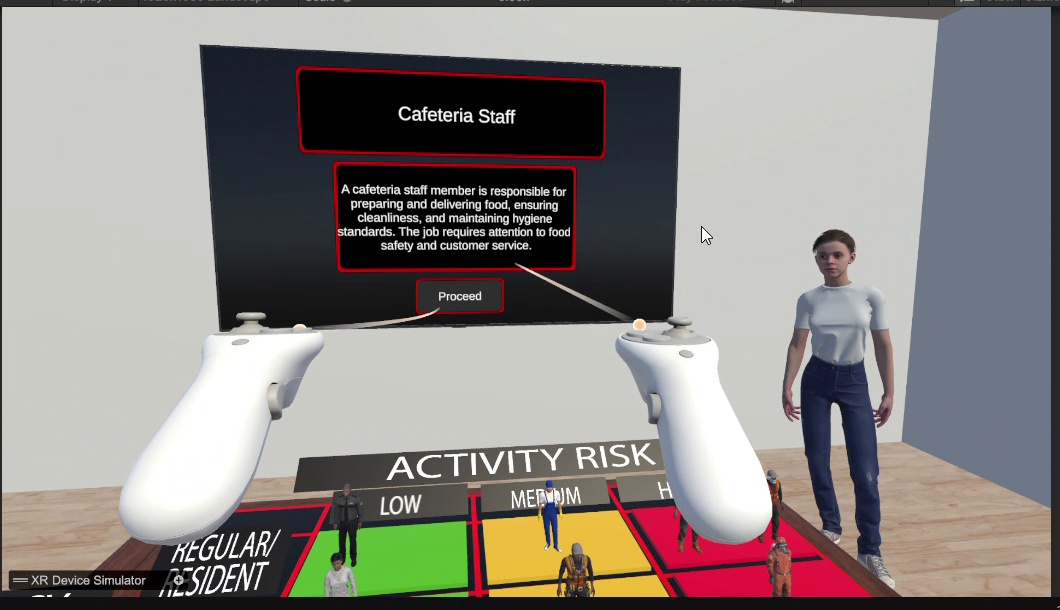 Cafeteria Staff
A cafeteria staff member is responsible for
preparing and delivering food, ensuring
cleanliness, and maintaining hygiene
standards. The job requires attention to food
safety and customer service.
Proceed
ACTIVITY RISK
LOW MEDIUM
REGULAR/
RESIDENT
XR Device Simulator